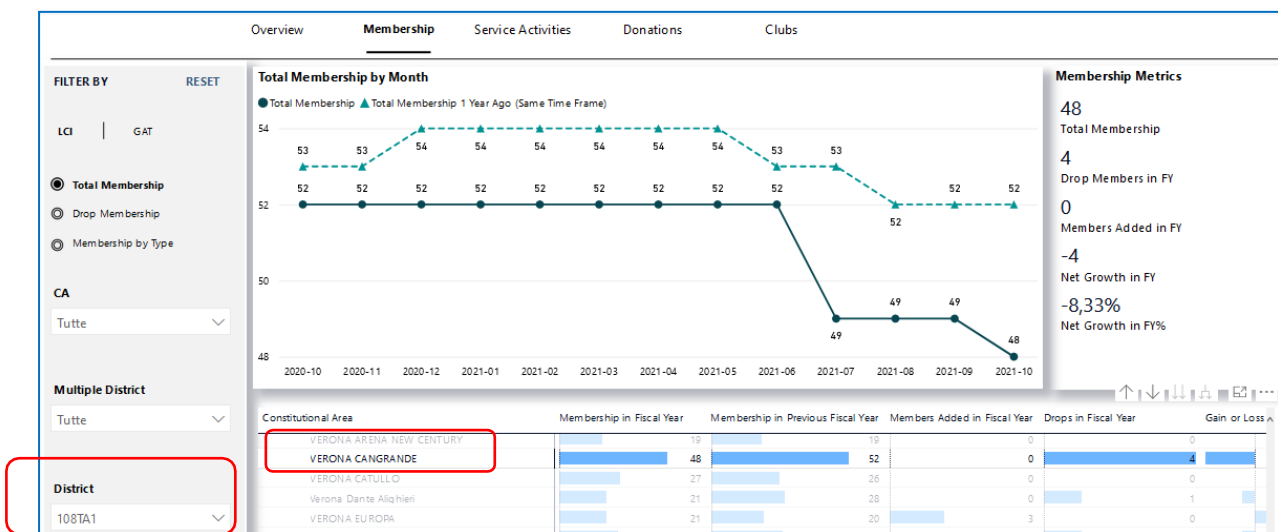 Overview Membership Service Activities Donations Clubs
FILTER BY RESET
LCI | GAT
Total Membership
Drop Membership
Membership by Type
CA
Tutte
Multiple District
Tutte
District
108TA1
Total Membership by Month
Total Membership Total Membership 1 Year Ago (Same Time Frame)
54
52
50
48
53 53 54 54 54 54 54 54 53 53 52 52 52
52 52 52 52 52 52 52 52 52 49 49 49 48
2020-10 2020-11 2020-12 2021-01 2021-02 2021-03 2021-04 2021-05 2021-06 2021-07 2021-08 2021-09 2021-10
Membership Metrics
48
Total Membership
4
Drop Members in FY
0
Members Added in FY
-4
Net Growth in FY
-8,33%
Net Growth in FY%
Constitutional Area Membership in Fiscal Year Membership in Previous Fiscal Year Members Added in Fiscal Year Drops in Fiscal Year Gain or Loss
VERONA ARENA NEW CENTURY 19 19 0 0
VERONA CANGRANDE 48 52 0 4
VERONA CATULLO 27 26 0 0
Verona Dante Alighieri 21 28 0 1
VERONA EUROPA 21 20 3 0